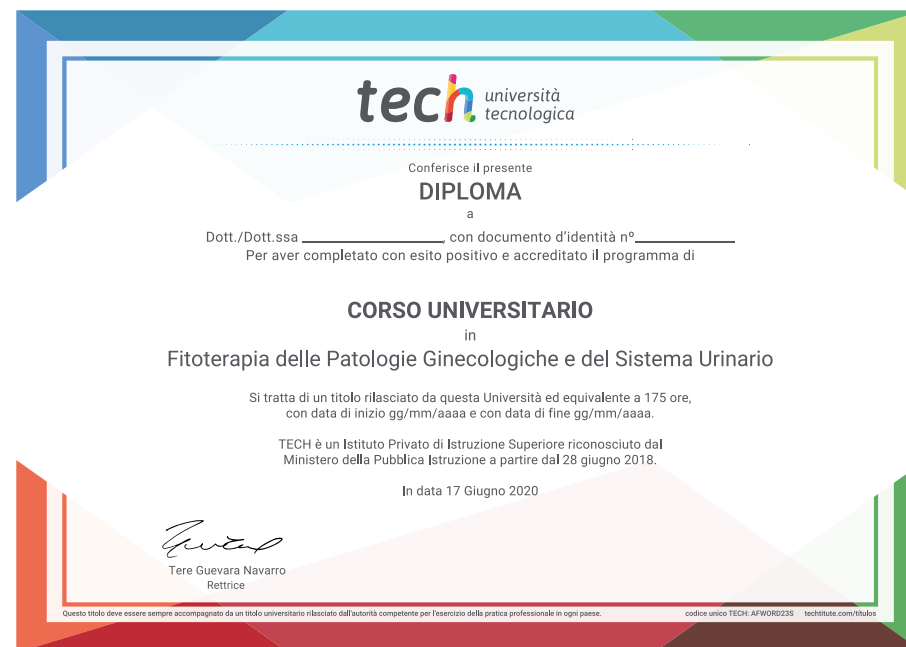 tech università
tecnologica
Conferisce il presente
DIPLOMA
a
Dott./Dott.ssa ____________________, con documento d'identità nº______________
Per aver completato con esito positivo e accreditato il programma di
CORSO UNIVERSITARIO
in
Fitoterapia delle Patologie Ginecologiche e del Sistema Urinario
Si tratta di un titolo rilasciato da questa Università ed equivalente a 175 ore,
con data di inizio gg/mm/aaaa e con data di fine gg/mm/aaaa.
TECH è un Istituto Privato di Istruzione Superiore riconosciuto dal
Ministero della Pubblica Istruzione a partire dal 28 giugno 2018.
In data 17 Giugno 2020
Tere Guevara Navarro
Rettrice
Questo titolo deve essere sempre accompagnato da un titolo universitario rilasciato dall'autorità competente per l'esercizio della pratica professionale in ogni paese. codice unico TECH: AFWORD23S techtitute.com/títulos